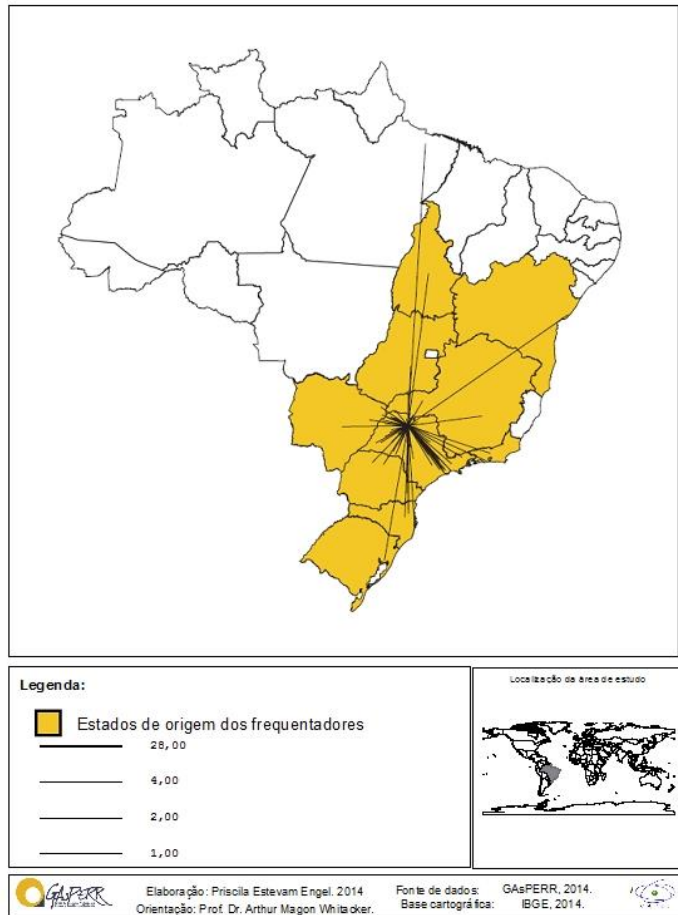 Legenda:
Localização da área de estudo
Estados de origem dos frequentadores
28,00
4,00
2,00
1,00
GAsPERR
Elaboração: Priscila Estevam Engel. 2014
Orientação: Prof. Dr. Arthur Magon Whitacker.
Fonte de dados: GAsPERR, 2014.
Base cartográfica: IBGE, 2014.